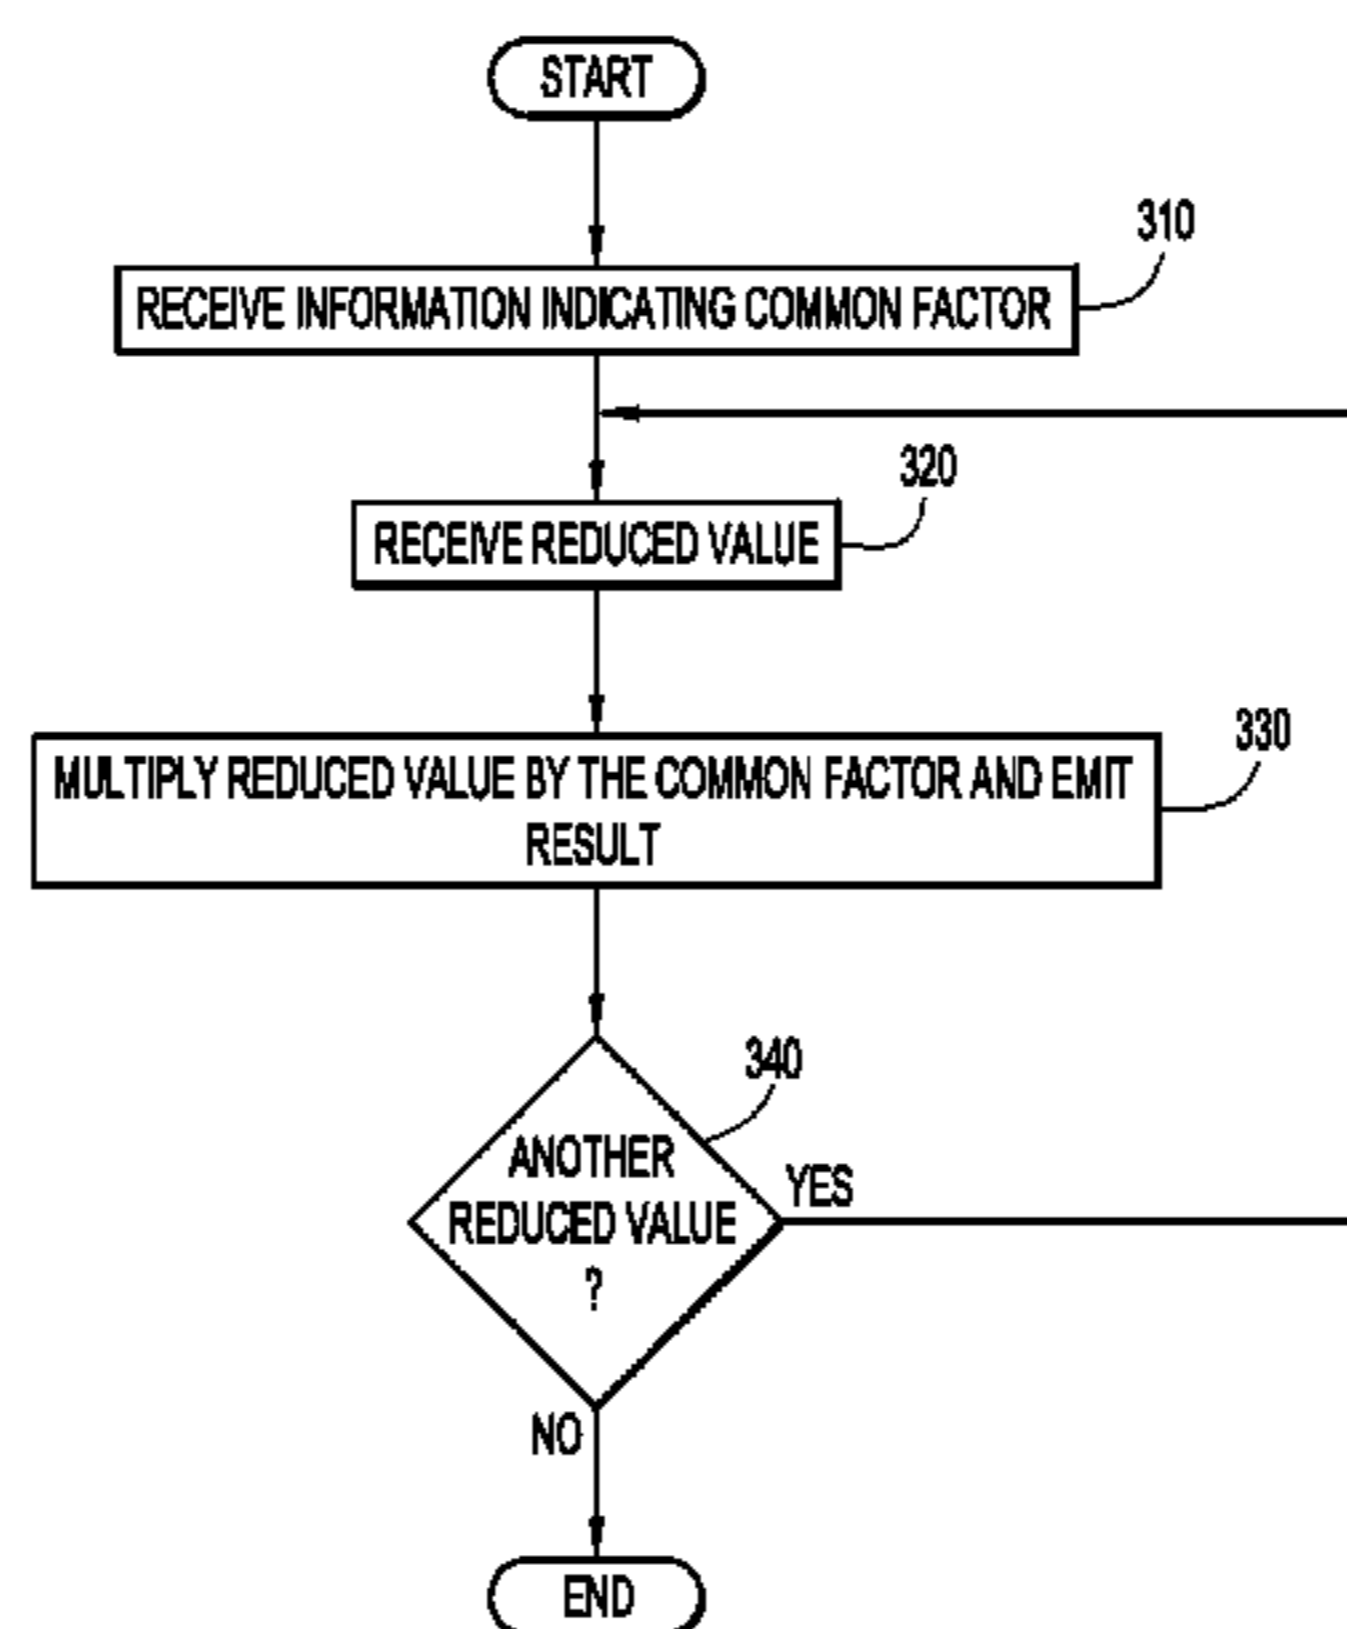 START
310
RECEIVE INFORMATION INDICATING COMMON FACTOR
320
RECEIVE REDUCED VALUE
330
MULTIPLY REDUCED VALUE BY THE COMMON FACTOR AND EMIT
RESULT
340
ANOTHER
REDUCED VALUE
?
YES
NO
END